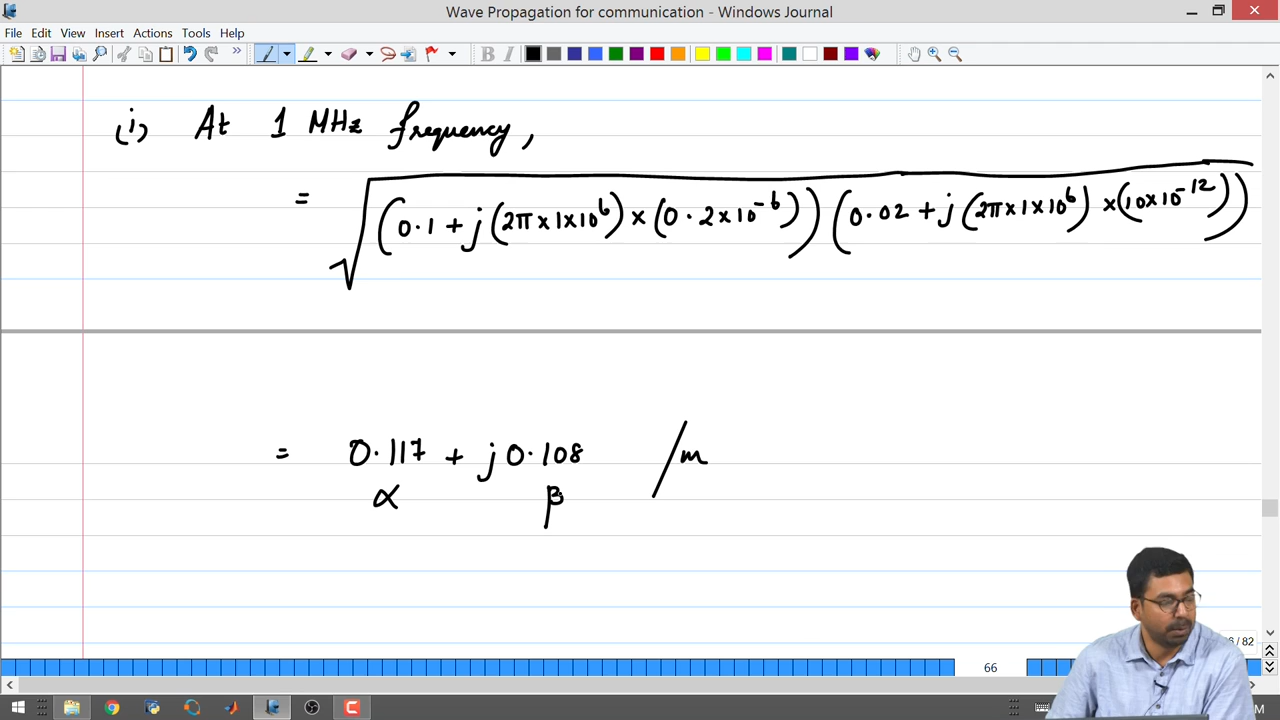 Wave Propagation for communication - Windows Journal
File Edit View Insert Actions Tools Help
(i) At 1 MHz frequency,
= √((0.1 + j(2π×1×10⁶)×(0.2×10⁻⁶))(0.02 + j(2π×1×10⁶)×(10×10⁻¹²)))
= 0.117 + j0.108 /m
α β
/ 82
66
M